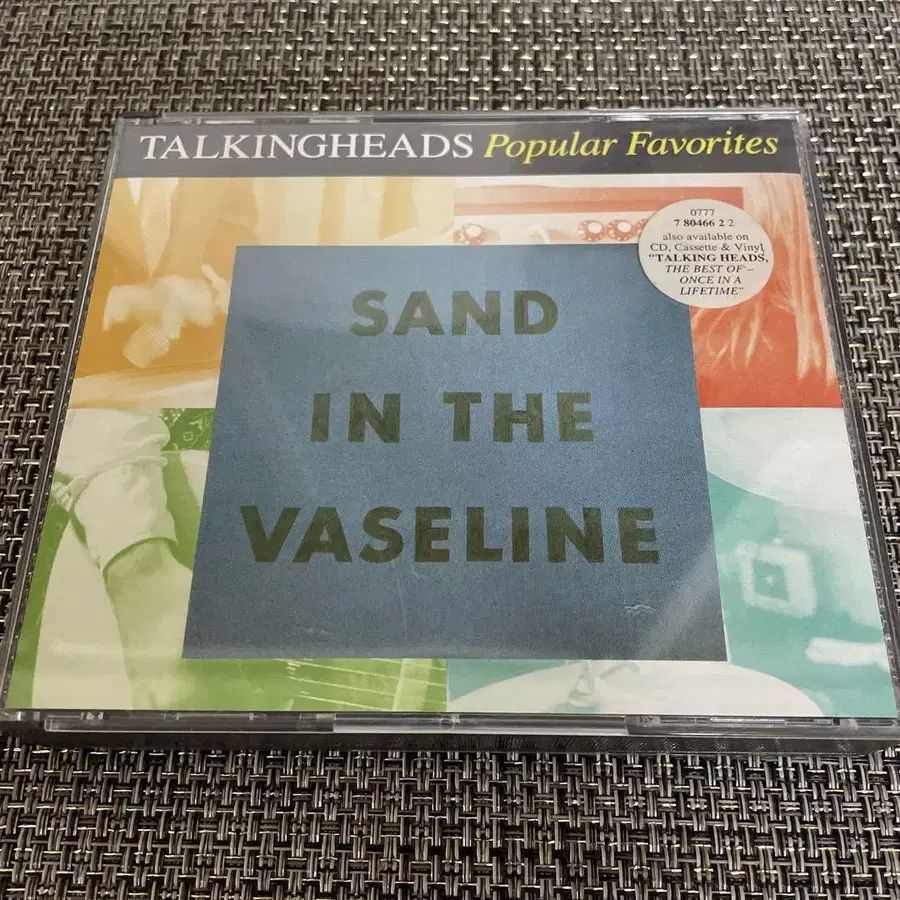 TALKINGHEADS Popular Favorites
0777
7 80466 2 2
also available on
CD, Cassette & Vinyl
"TALKING HEADS,
THE BEST OF–
ONCE IN A
LIFETIME"
SAND
IN THE
VASELINE